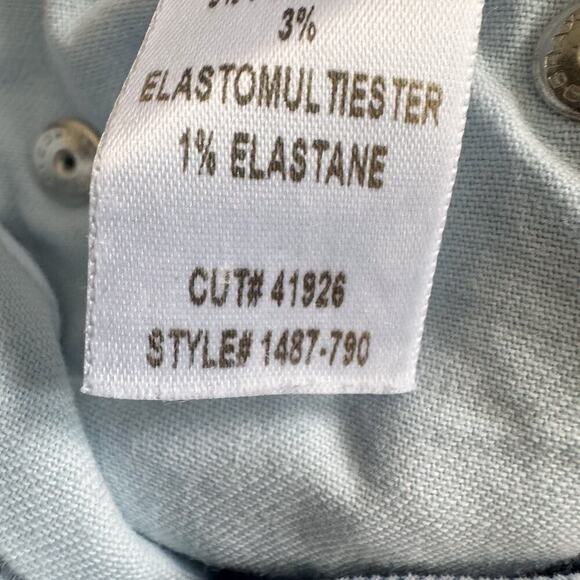 3%
ELASTOMULTIESTER
1% ELASTANE
CUT# 41926
STYLE# 1487-790